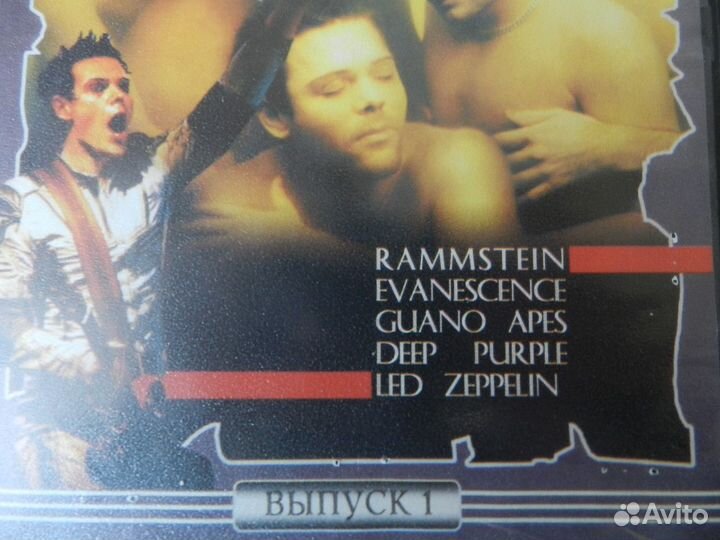 RAMMSTEIN
EVANESCENCE
GUANO APES
DEEP PURPLE
LED ZEPPELIN
ВЫПУСК 1
Avito